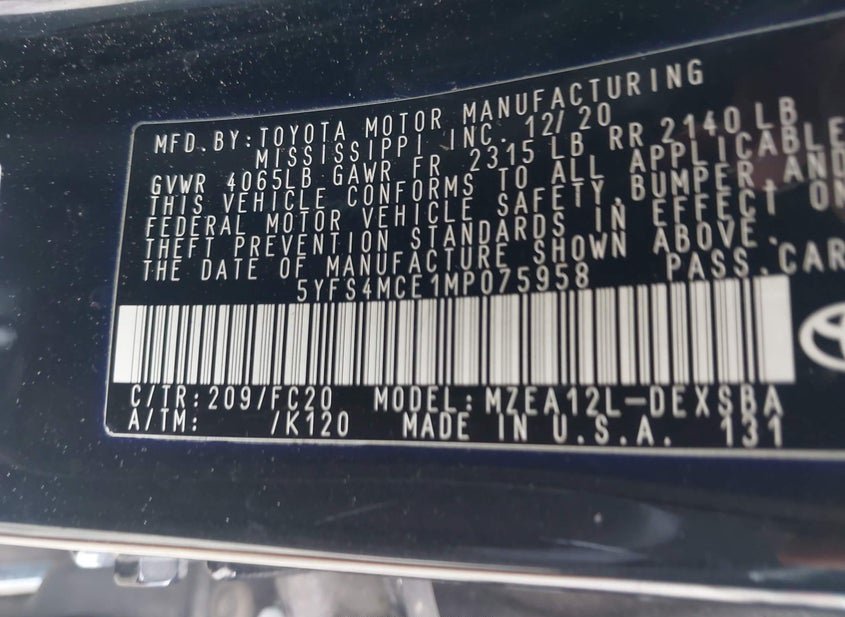 MFD. BY: TOYOTA MOTOR MANUFACTURING
MISSISSIPPI INC. 12/20
GVWR 4065LB GAWR FR 2315 LB RR 2140 LB
THIS VEHICLE CONFORMS TO ALL APPLICABLE
FEDERAL MOTOR VEHICLE SAFETY, BUMPER, AND
THEFT PREVENTION STANDARDS IN EFFECT ON
THE DATE OF MANUFACTURE SHOWN ABOVE.
5YFS4MCE1MP075958 PASS. CAR
C/TR: 209/FC20 MODEL: MZEA12L-DEXSBA
A/TM: /K120 MADE IN U.S.A. 131